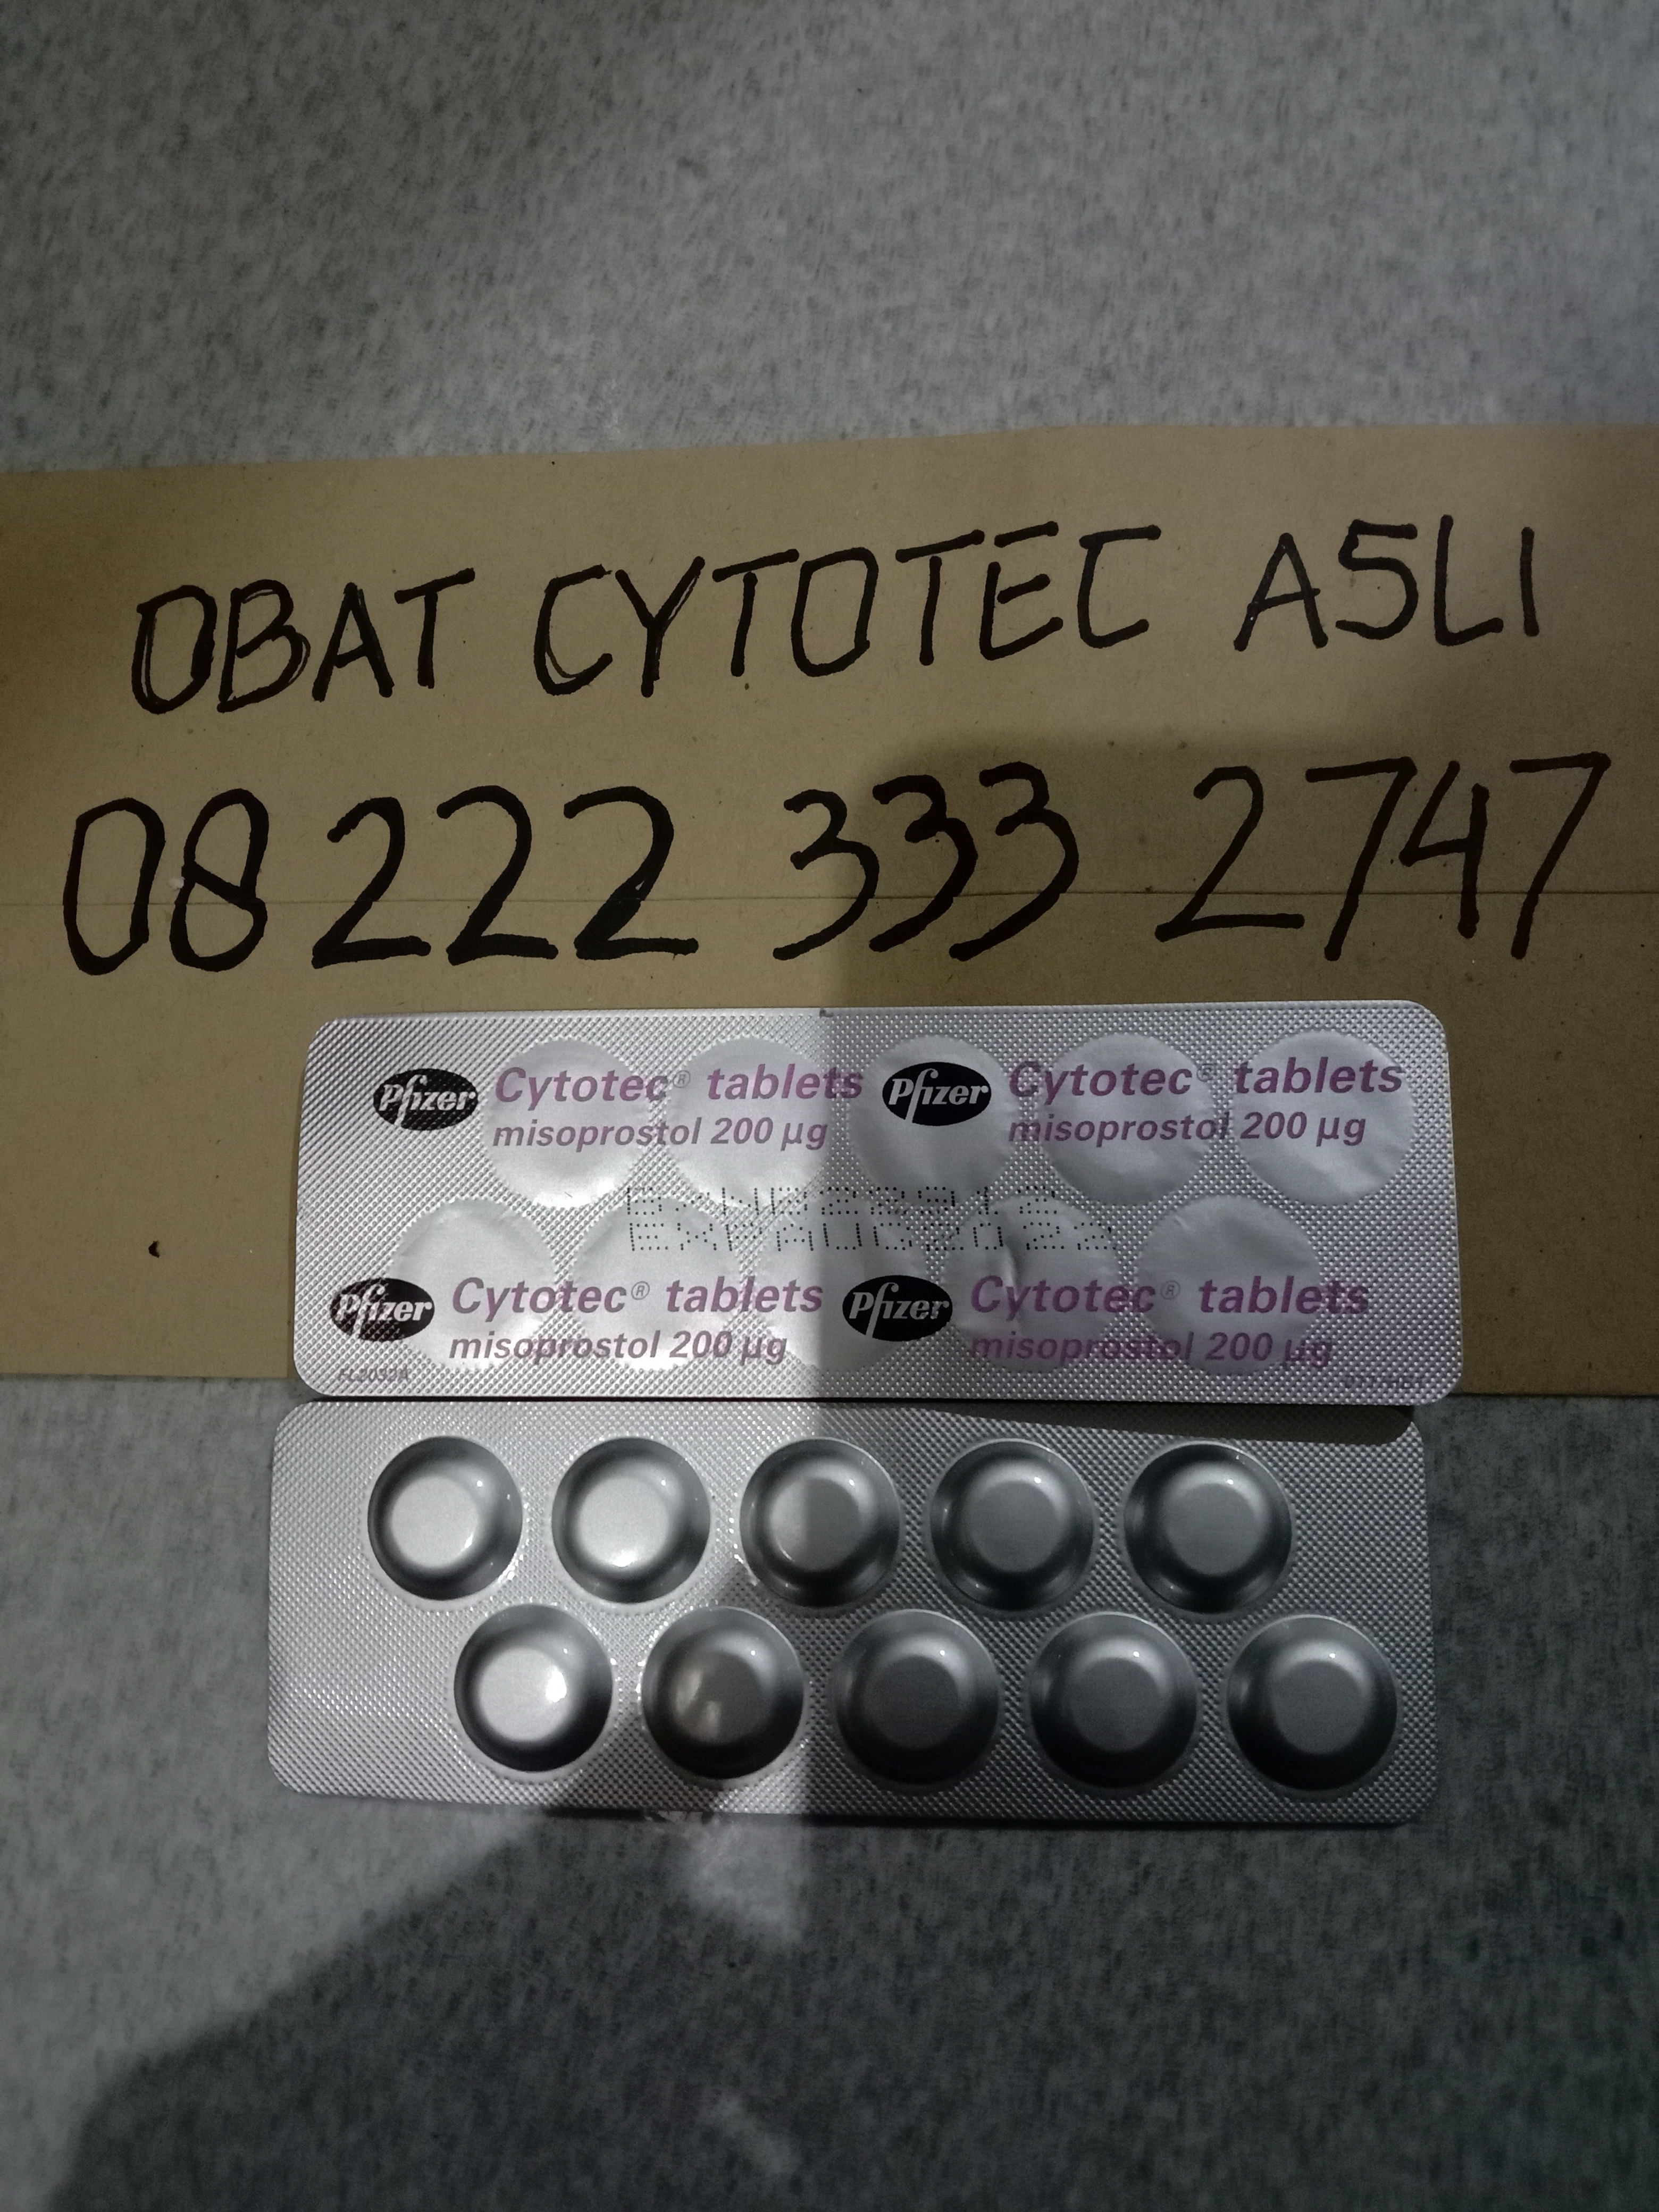 OBAT CYTOTEC A5LI
08 222 333 2747
Pfizer Cytotec® tablets Pfizer Cytotec® tablets
misoprostol 200 µg misoprostol 200 µg
EXPAUG2022
Pfizer Cytotec® tablets Pfizer Cytotec® tablets
misoprostol 200 µg misoprostol 200 µg